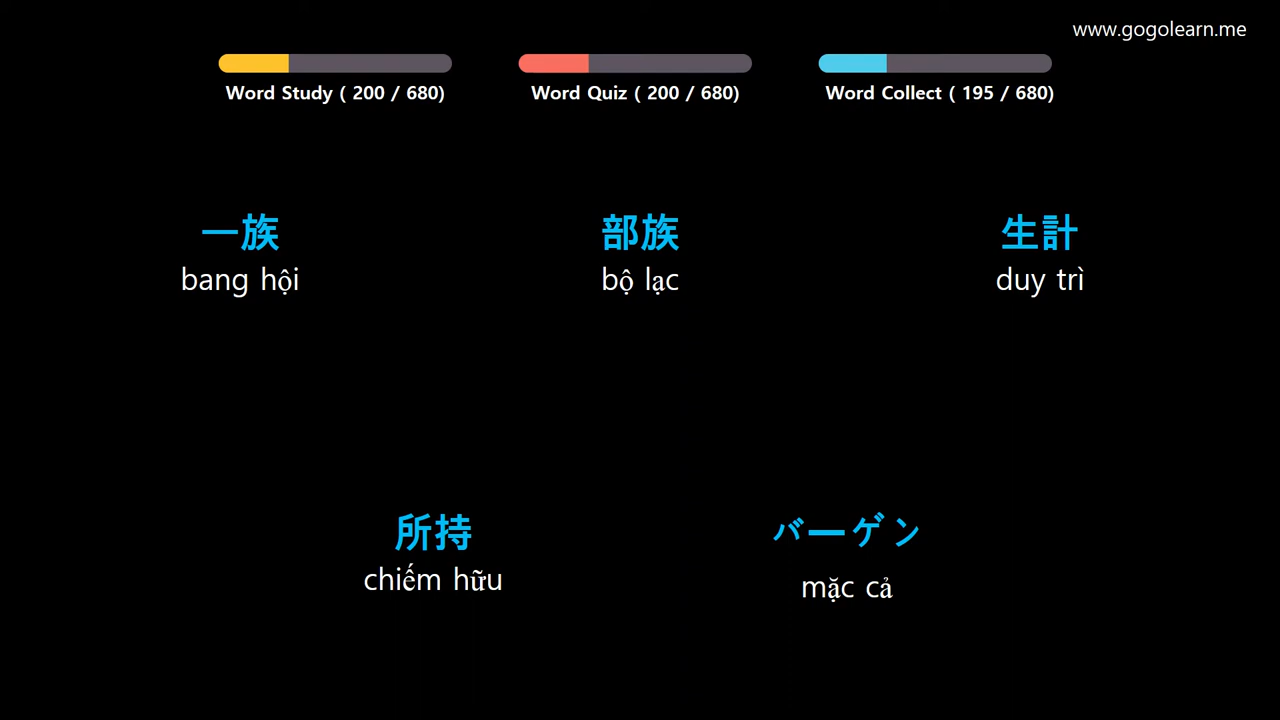 www.gogolearn.me
Word Study ( 200 / 680)
Word Quiz ( 200 / 680)
Word Collect ( 195 / 680)
一族
bang hội
部族
bộ lạc
生計
duy trì
所持
chiếm hữu
バーゲン
mặc cả